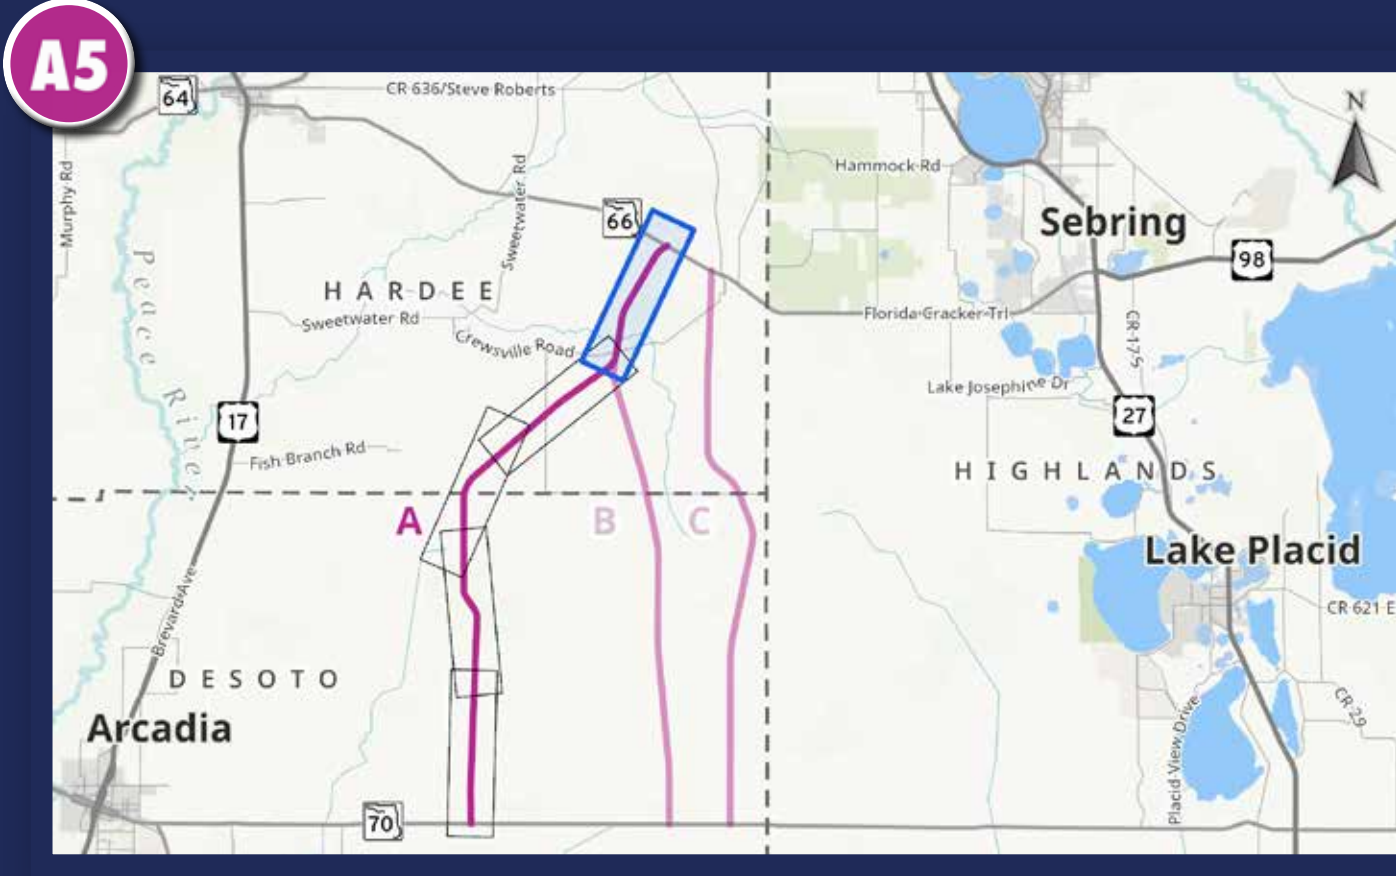 A5
64
CR 636/Steve Roberts
N
Murphy Rd
Sweetwater Rd
Hammock Rd
66
Sebring
98
Peace River
HARDEE
Sweetwater Rd
Florida Cracker Trl
Crewsville Road
CR-17-S
Lake Josephine Dr
17
27
Fish Branch Rd
HIGHLANDS
A
B
C
Lake Placid
Brevard Ave
CR 621 E
DESOTO
Arcadia
CR-29
Placid View Drive
70